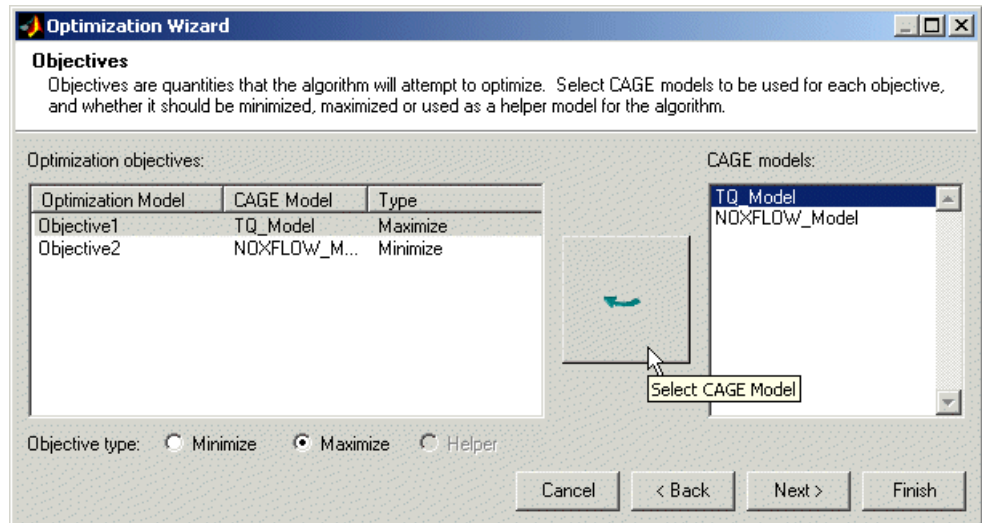 Optimization Wizard
Objectives
Objectives are quantities that the algorithm will attempt to optimize. Select CAGE models to be used for each objective,
and whether it should be minimized, maximized or used as a helper model for the algorithm.
Optimization objectives:
CAGE models:
Optimization Model CAGE Model Type
Objective1 TQ_Model Maximize
Objective2 NOXFLOW_M... Minimize
TQ_Model
NOXFLOW_Model
Select CAGE Model
Objective type: Minimize Maximize Helper
Cancel < Back Next > Finish